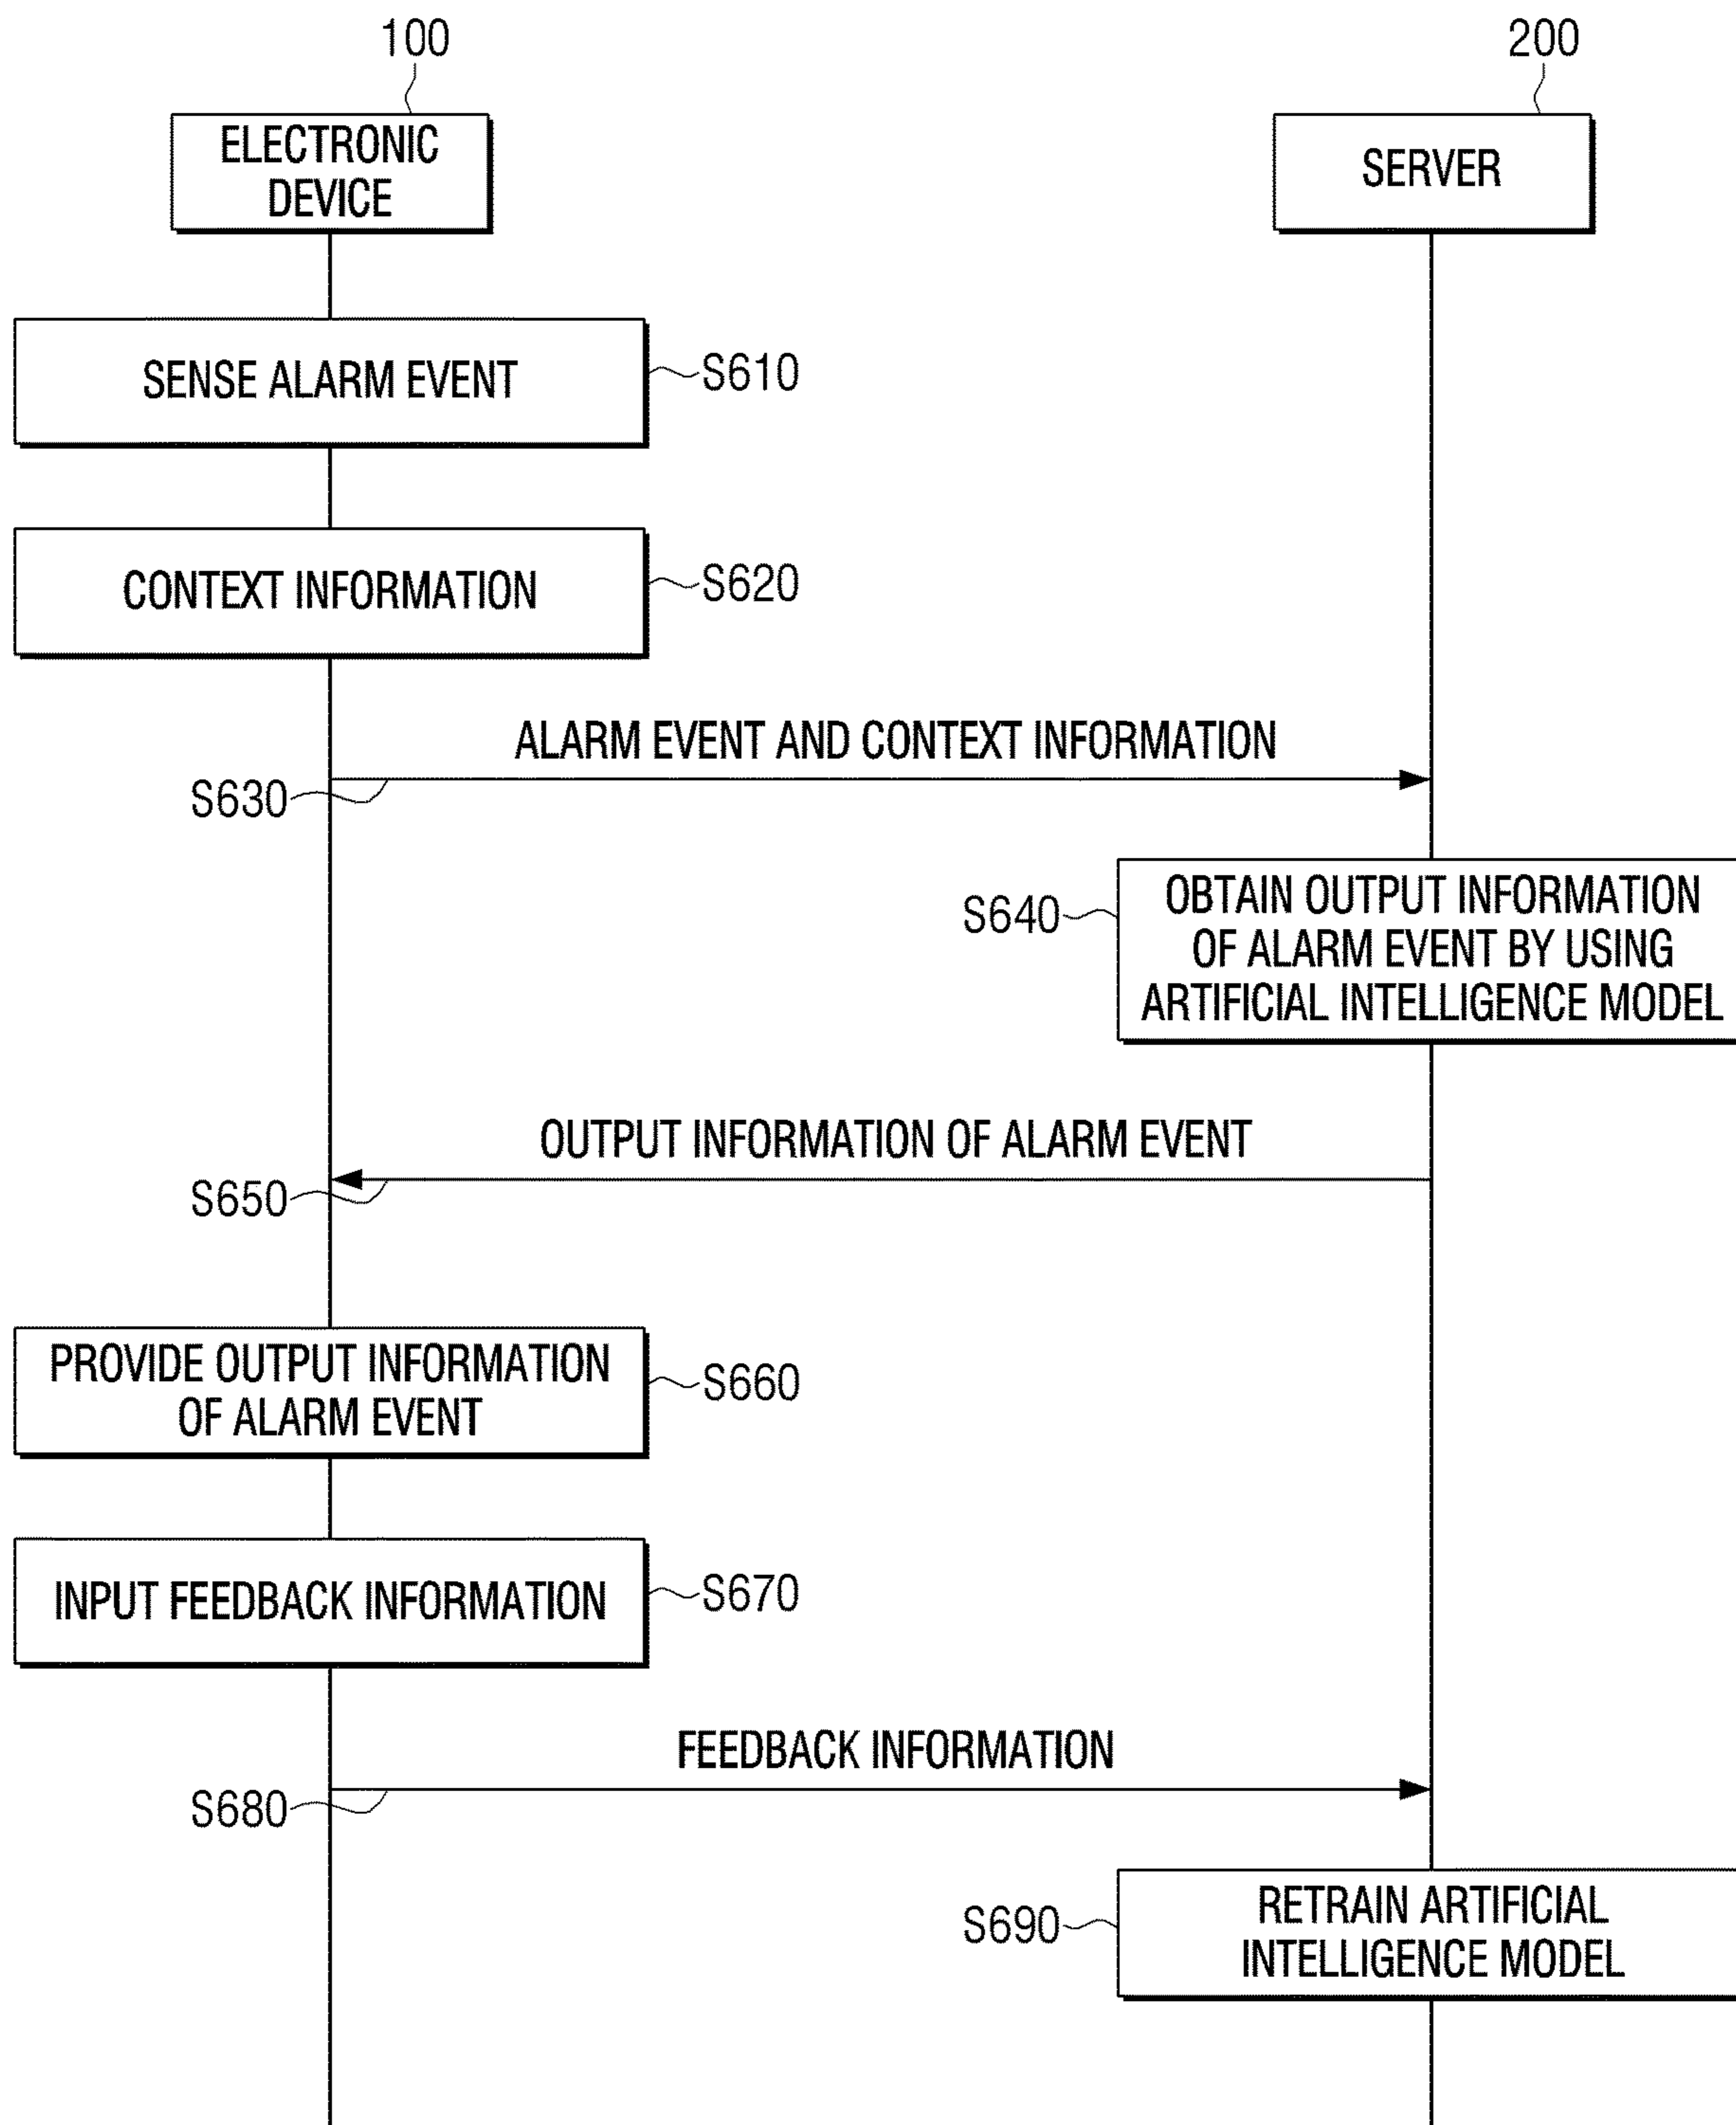 100
200
ELECTRONIC
DEVICE
SERVER
SENSE ALARM EVENT
S610
CONTEXT INFORMATION
S620
ALARM EVENT AND CONTEXT INFORMATION
S630
S640
OBTAIN OUTPUT INFORMATION
OF ALARM EVENT BY USING
ARTIFICIAL INTELLIGENCE MODEL
OUTPUT INFORMATION OF ALARM EVENT
S650
PROVIDE OUTPUT INFORMATION
OF ALARM EVENT
S660
INPUT FEEDBACK INFORMATION
S670
FEEDBACK INFORMATION
S680
S690
RETRAIN ARTIFICIAL
INTELLIGENCE MODEL